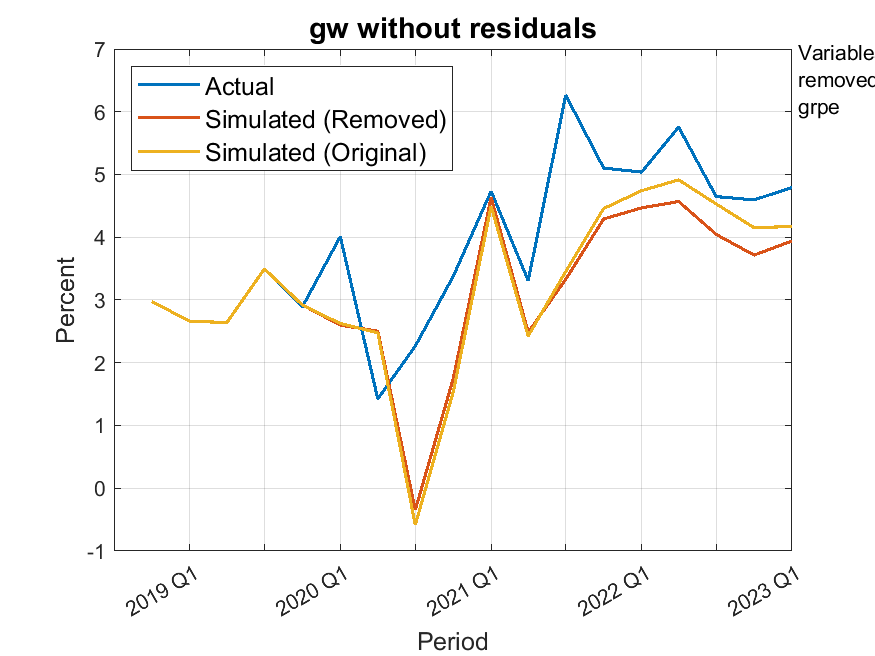 gw without residuals
7
6
5
4
3
2
1
0
-1
Percent
Actual
Simulated (Removed)
Simulated (Original)
Variable
removed
grpe
2019 Q1
2020 Q1
2021 Q1
2022 Q1
2023 Q1
Period